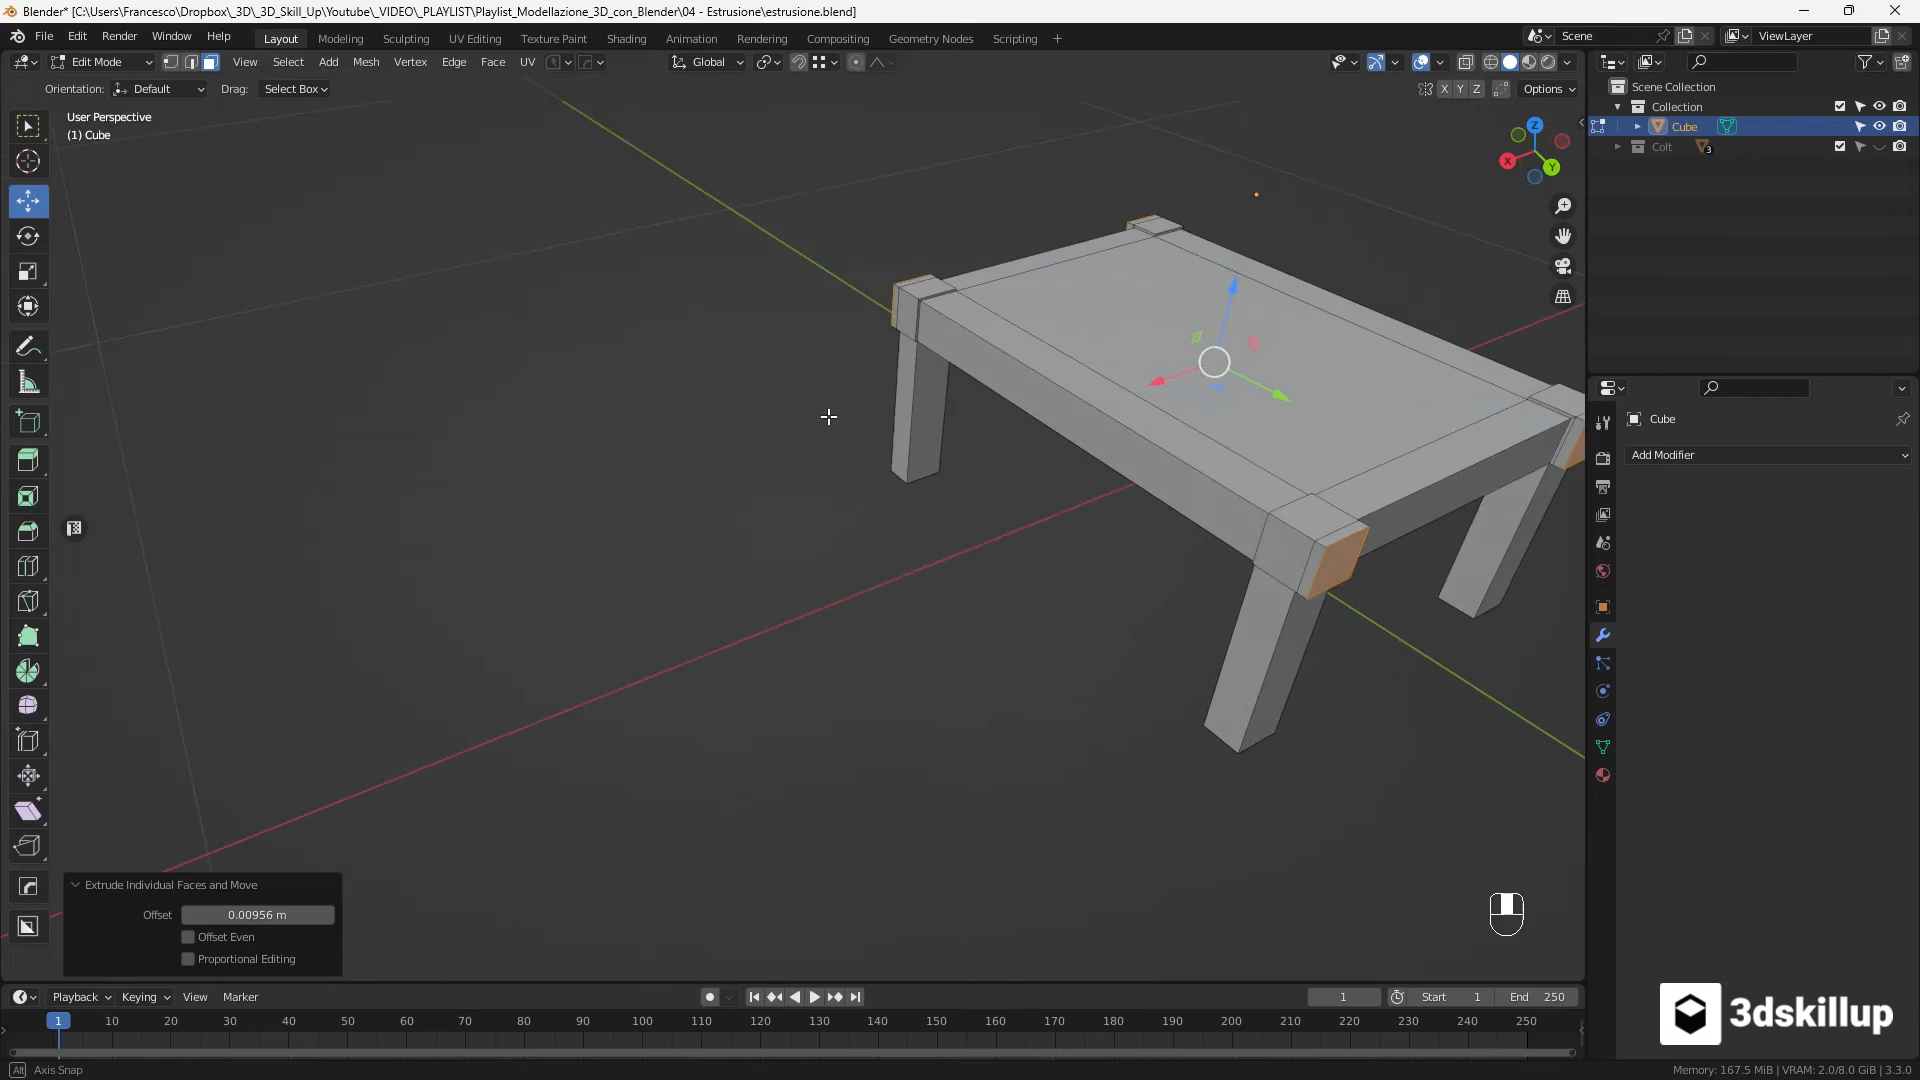 Blender* [C:\Users\Francesco\Dropbox\_3D\_3D_Skill_Up\Youtube\_VIDEO\_PLAYLIST\Playlist_Modellazione_3D_con_Blender\04 - Estrusione\estrusione.blend]
File Edit Render Window Help Layout Modeling Sculpting UV Editing Texture Paint Shading Animation Rendering Compositing Geometry Nodes Scripting + Scene ViewLayer
Edit Mode View Select Add Mesh Vertex Edge Face UV Global
Orientation: Default Drag: Select Box X Y Z Options
User Perspective
(1) Cube
Z
X
Y
Scene Collection
Collection
Cube
Colt 3
Cube
Add Modifier
Extrude Individual Faces and Move
Offset 0.00956 m
Offset Even
Proportional Editing
Playback Keying View Marker 1 Start 1 End 250
1 10 20 30 40 50 60 70 80 90 100 110 120 130 140 150 160 170 180 190 200 210 220 230 240 250
3dskillup
Alt Axis Snap
Memory: 167.5 MiB | VRAM: 2.0/8.0 GiB | 3.3.0